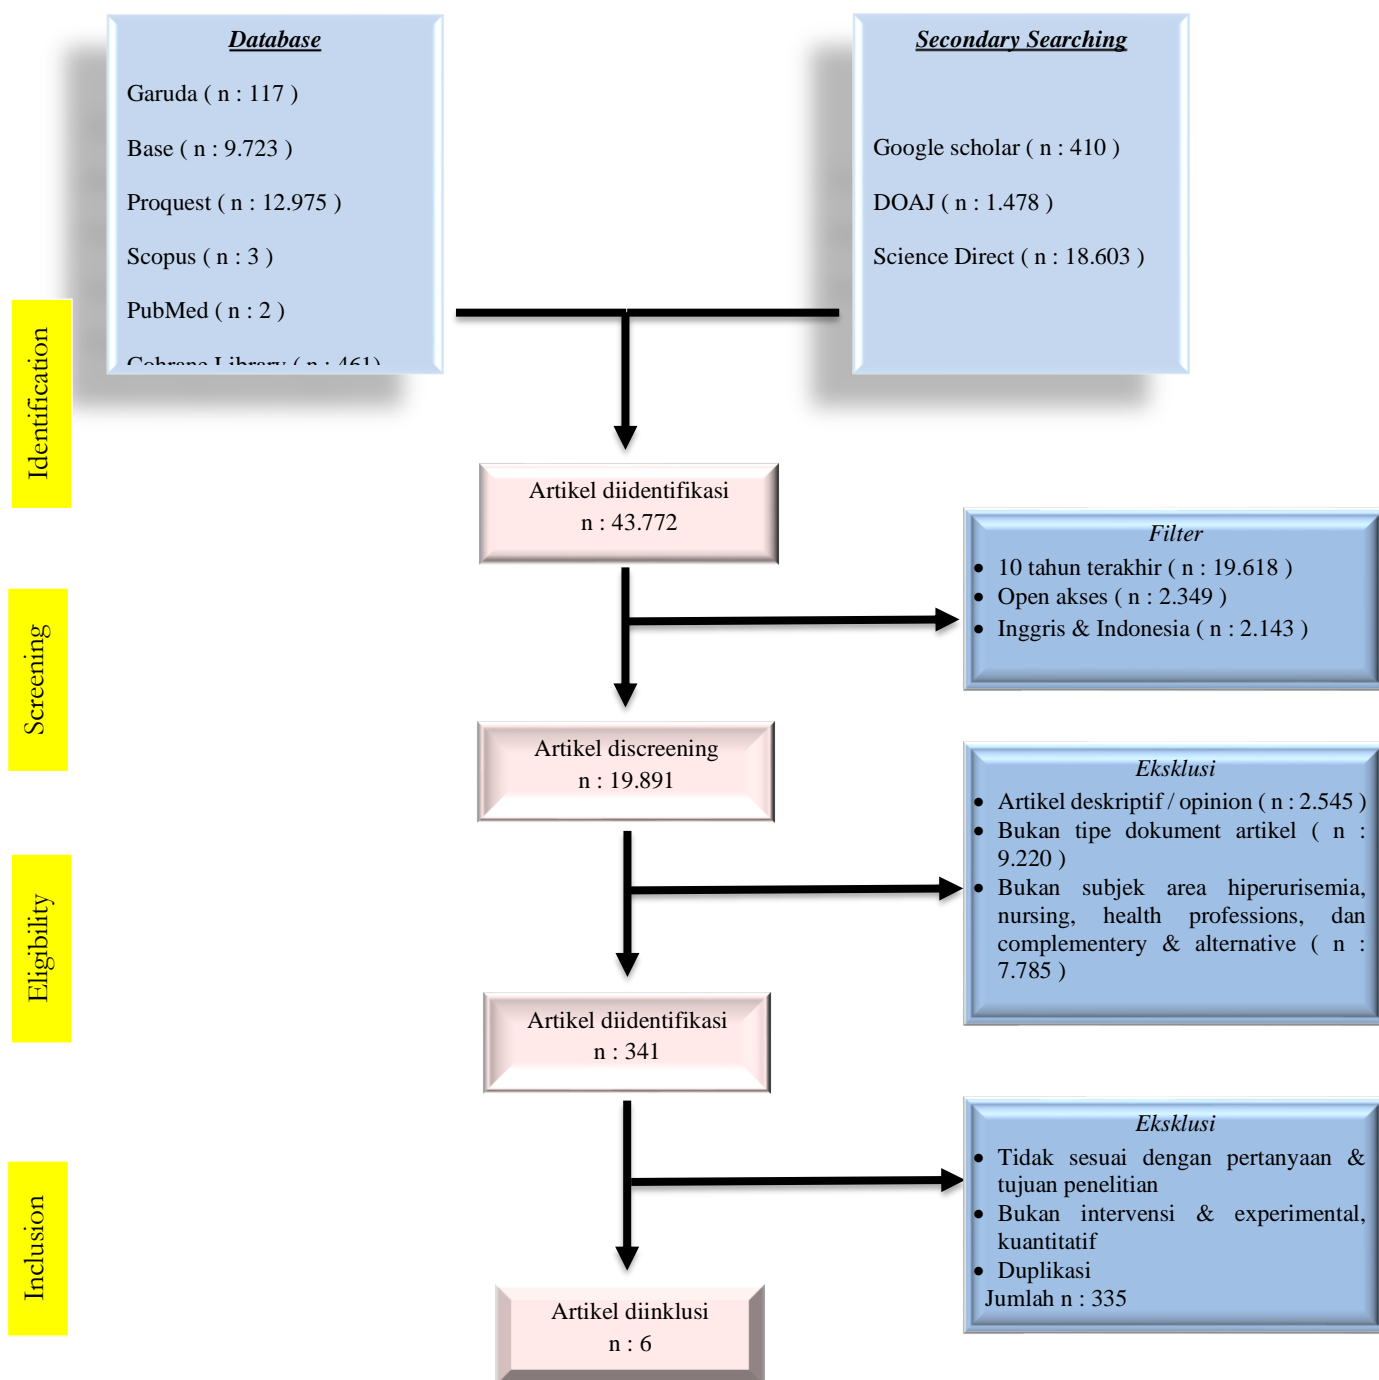 Database
Garuda ( n : 117 )
Base ( n : 9.723 )
Proquest ( n : 12.975 )
Scopus ( n : 3 )
PubMed ( n : 2 )
Cohrane Library ( n : 461)
Secondary Searching
Google scholar ( n : 410 )
DOAJ ( n : 1.478 )
Science Direct ( n : 18.603 )
Identification
Artikel diidentifikasi
n : 43.772
Filter
• 10 tahun terakhir ( n : 19.618 )
• Open akses ( n : 2.349 )
• Inggris & Indonesia ( n : 2.143 )
Screening
Artikel discreening
n : 19.891
Eksklusi
• Artikel deskriptif / opinion ( n : 2.545 )
• Bukan tipe dokument artikel ( n :
9.220 )
• Bukan subjek area hiperurisemia,
nursing, health professions, dan
complementery & alternative ( n :
7.785 )
Eligibility
Artikel diidentifikasi
n : 341
Eksklusi
• Tidak sesuai dengan pertanyaan &
tujuan penelitian
• Bukan intervensi & experimental,
kuantitatif
• Duplikasi
Jumlah n : 335
Inclusion
Artikel diinklusi
n : 6